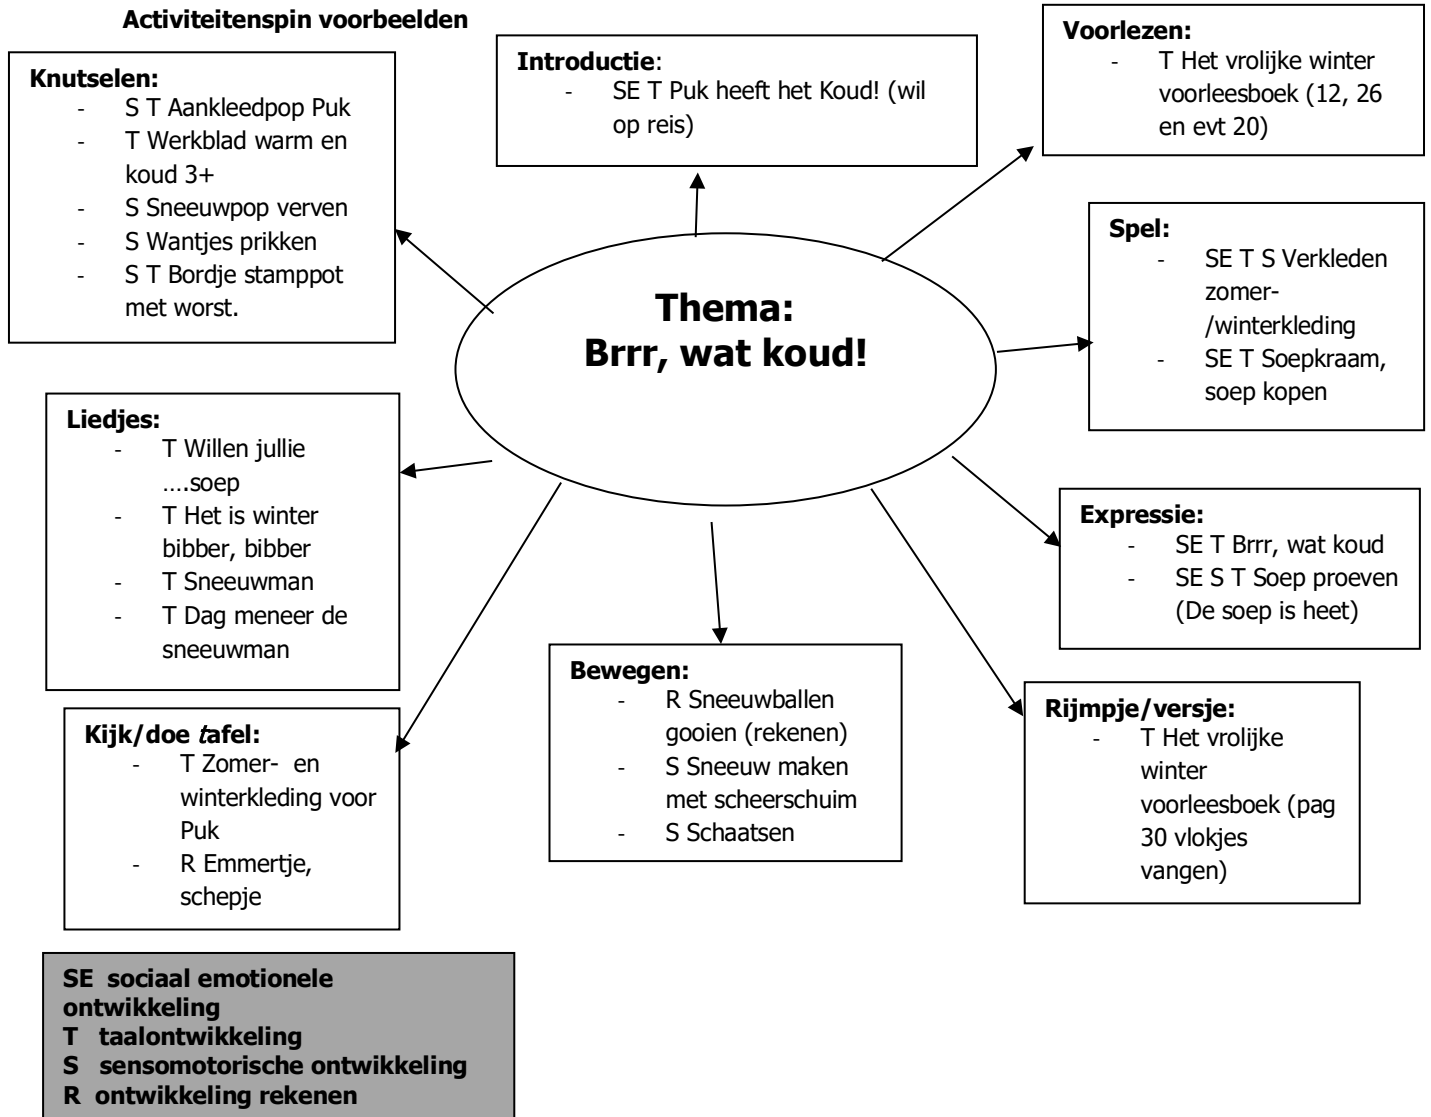 Activiteitenspin voorbeelden
Knutselen:
- S T Aankleedpop Puk
- T Werkblad warm en
koud 3+
- S Sneeuwpop verven
- S Wantjes prikken
- S T Bordje stamppot
met worst.
Introductie:
- SE T Puk heeft het Koud! (wil
op reis)
Voorlezen:
- T Het vrolijke winter
voorleesboek (12, 26
en evt 20)
Thema:
Brrr, wat koud!
Spel:
- SE T S Verkleden
zomer-
/winterkleding
- SE T Soepkraam,
soep kopen
Liedjes:
- T Willen jullie
....soep
- T Het is winter
bibber, bibber
- T Sneeuwman
- T Dag meneer de
sneeuwman
Expressie:
- SE T Brrr, wat koud
- SE S T Soep proeven
(De soep is heet)
Kijk/doe tafel:
- T Zomer- en
winterkleding voor
Puk
- R Emmertje,
schepje
Bewegen:
- R Sneeuwballen
gooien (rekenen)
- S Sneeuw maken
met scheerschuim
- S Schaatsen
Rijmpje/versje:
- T Het vrolijke
winter
voorleesboek (pag
30 vlokjes
vangen)
SE sociaal emotionele
ontwikkeling
T taalontwikkeling
S sensomotorische ontwikkeling
R ontwikkeling rekenen